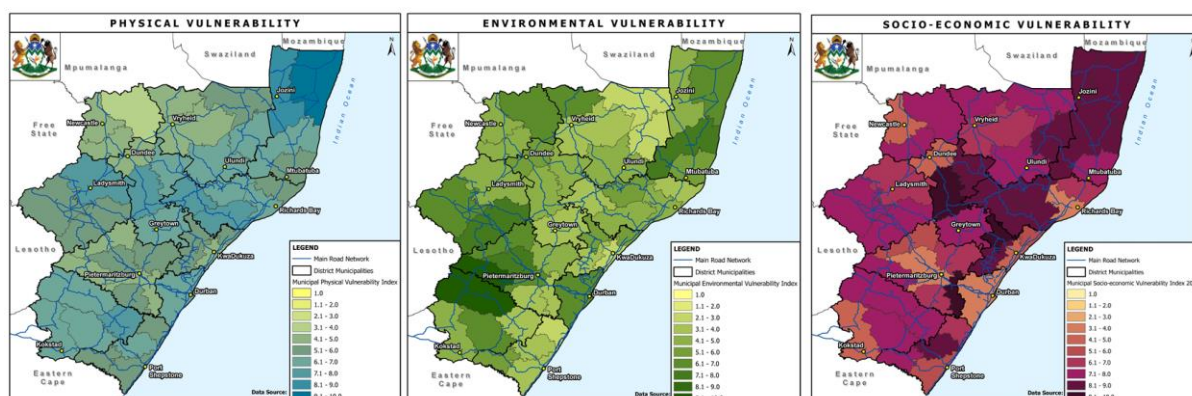 PHYSICAL VULNERABILITY
Mozambique
Swaziland
Mpumalanga
N
Jozini
Free
State
Newcastle
Vryheid
Indian Ocean
Dundee
Ulundi
Mtubatuba
Ladysmith
Richards Bay
Greytown
Lesotho
KwaDukuza
Pietermaritzburg
Durban
Kokstad
Port
Shepstone
Eastern
Cape
LEGEND
Main Road Network
District Municipalities
Municipal Physical Vulnerability Index
1.0
1.1 - 2.0
2.1 - 3.0
3.1 - 4.0
4.1 - 5.0
5.1 - 6.0
6.1 - 7.0
7.1 - 8.0
8.1 - 9.0
Data Source:
ENVIRONMENTAL VULNERABILITY
Mozambique
Swaziland
Mpumalanga
N
Jozini
Free
State
Newcastle
Vryheid
Indian Ocean
Dundee
Ulundi
Mtubatuba
Ladysmith
Richards Bay
Greytown
Lesotho
KwaDukuza
Pietermaritzburg
Durban
Kokstad
Port
Shepstone
Eastern
Cape
LEGEND
Main Road Network
District Municipalities
Municipal Environmental Vulnerability Index
1.0
1.1 - 2.0
2.1 - 3.0
3.1 - 4.0
4.1 - 5.0
5.1 - 6.0
6.1 - 7.0
7.1 - 8.0
8.1 - 9.0
Data Source:
SOCIO-ECONOMIC VULNERABILITY
Mozambique
Swaziland
Mpumalanga
N
Jozini
Free
State
Newcastle
Vryheid
Indian Ocean
Dundee
Ulundi
Mtubatuba
Ladysmith
Richards Bay
Greytown
Lesotho
KwaDukuza
Pietermaritzburg
Durban
Kokstad
Port
Shepstone
Eastern
Cape
LEGEND
Main Road Network
District Municipalities
Municipal Socio-economic Vulnerability Index 20
1.0
1.1 - 2.0
2.1 - 3.0
3.1 - 4.0
4.1 - 5.0
5.1 - 6.0
6.1 - 7.0
7.1 - 8.0
8.1 - 9.0
Data Source: